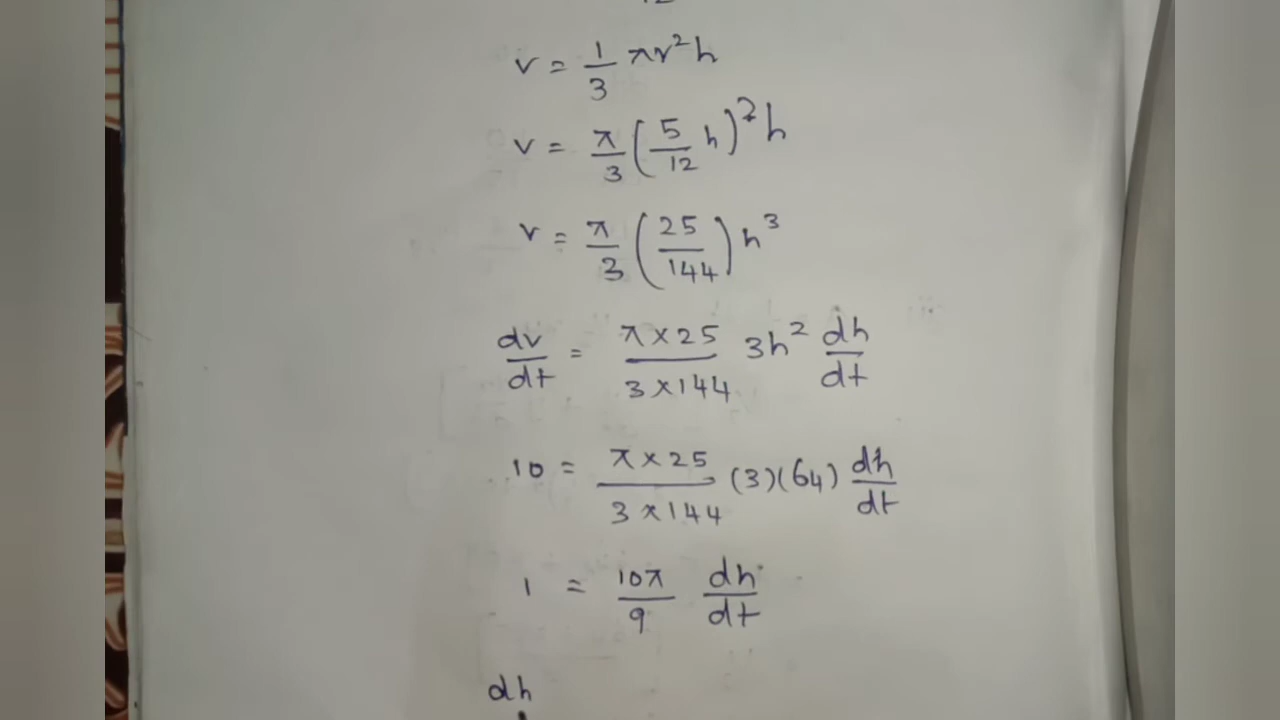 v = 1/3 πr²h
v = π/3 (5/12 h)² h
v = π/3 (25/144) h³
dv/dt = π×25/3×144 3h² dh/dt
10 = π×25/3×144 (3)(64) dh/dt
1 = 10π/9 dh/dt
dh